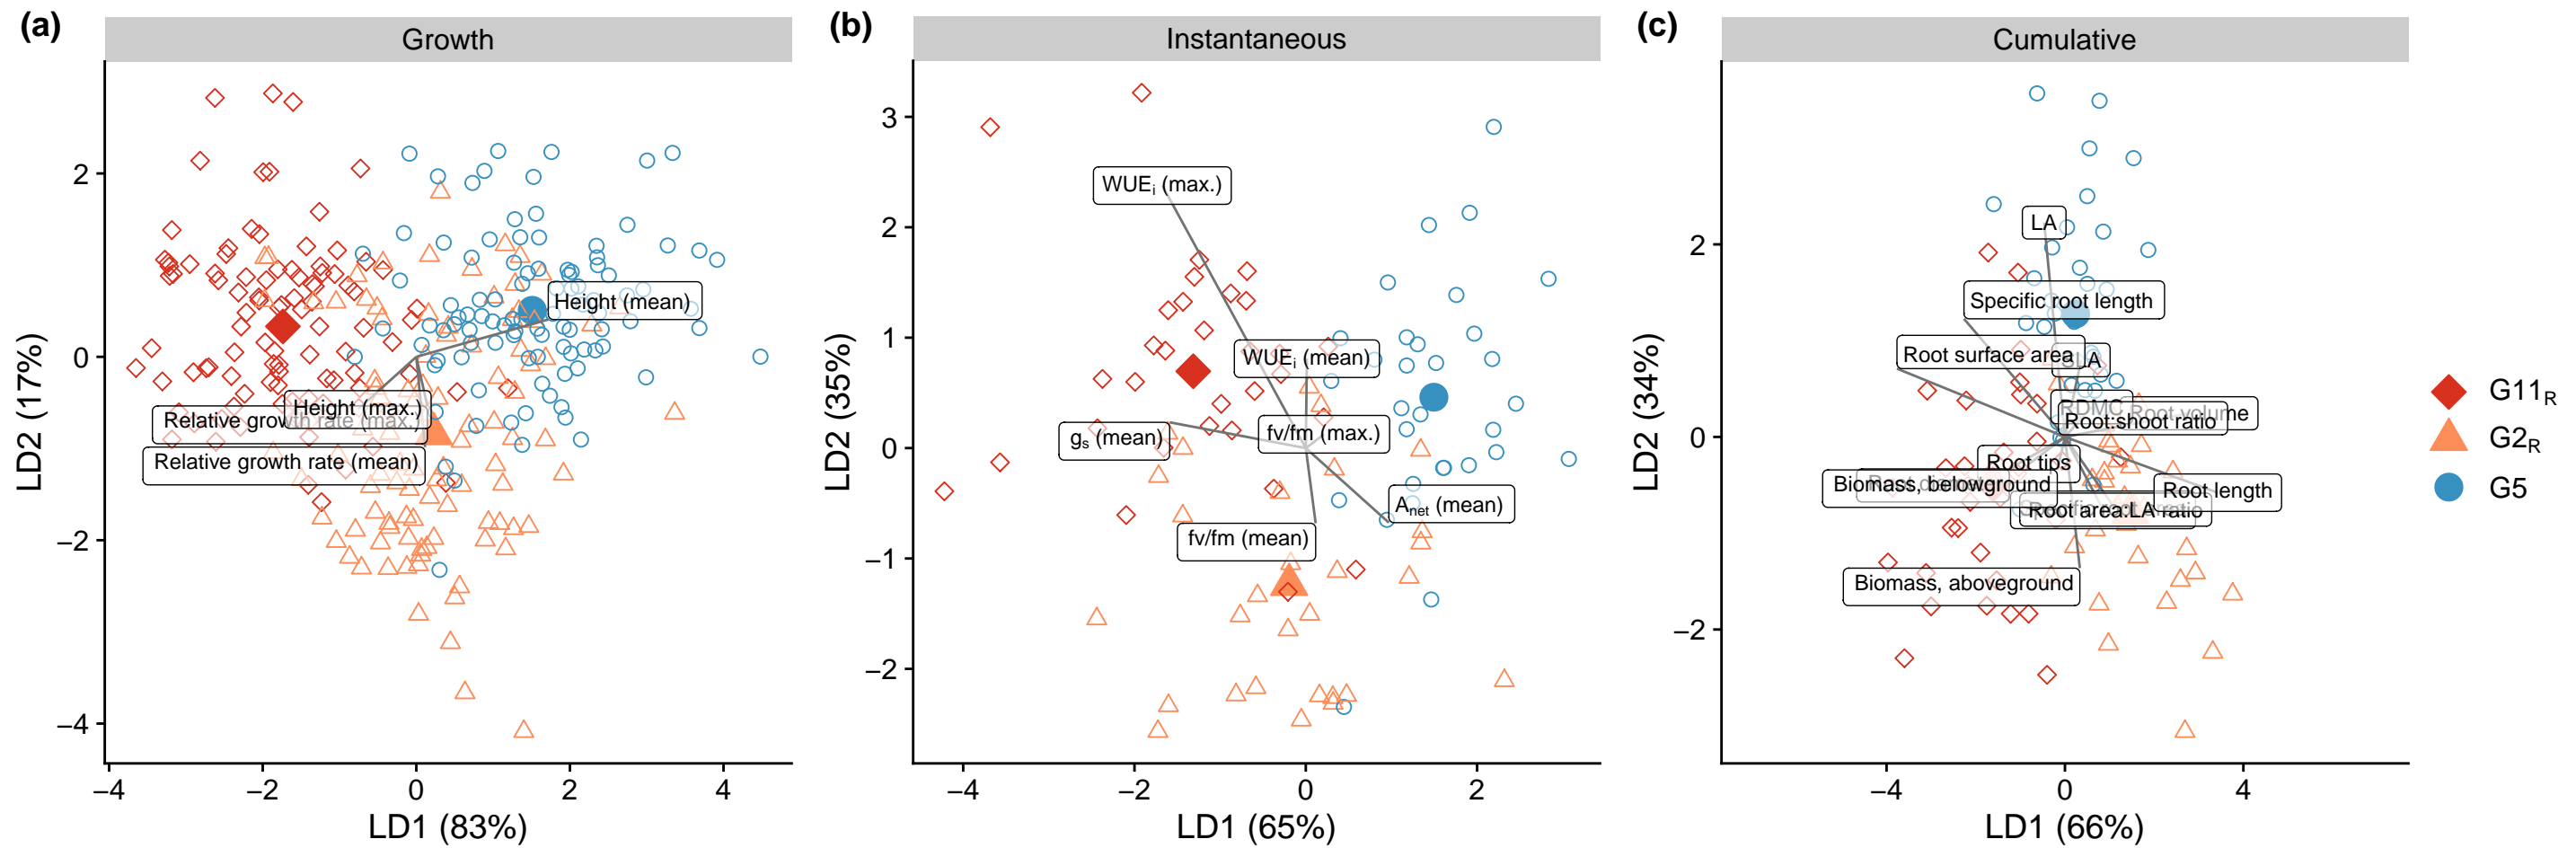 (a)
Growth
LD2 (17%)
2
0
−2
−4
Height (mean)
Height (max.)
Relative growth rate (max.)
Relative growth rate (mean)
−4
−2
0
2
4
LD1 (83%)
(b)
Instantaneous
LD2 (35%)
3
2
1
0
−1
−2
WUEi (max.)
WUEi (mean)
gs (mean)
fv/fm (max.)
Anet (mean)
fv/fm (mean)
−4
−2
0
2
LD1 (65%)
(c)
Cumulative
LD2 (34%)
2
0
−2
LA
Specific root length
Root surface area
SLA
RDMC
Root volume
Root:shoot ratio
Root tips
Biomass, belowground
Root length
Root area:LA ratio
Biomass, aboveground
−4
0
4
LD1 (66%)
G11R
G2R
G5